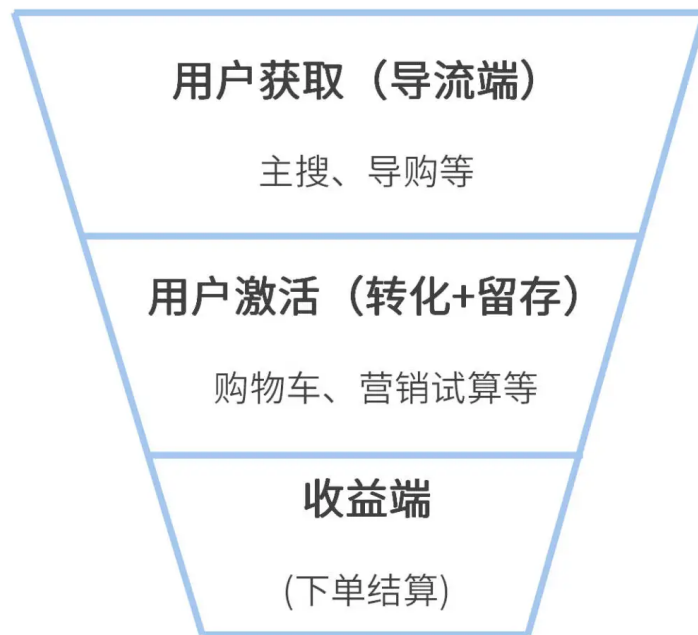 用户获取（导流端）
主搜、导购等
用户激活（转化+留存）
购物车、营销试算等
收益端
(下单结算)